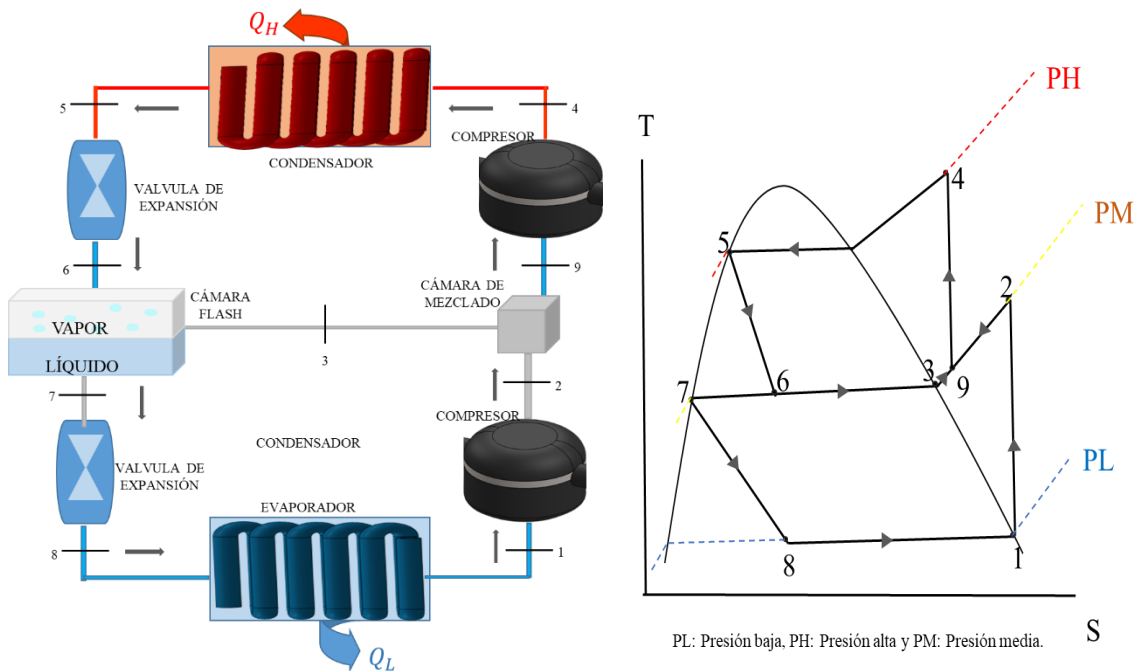 Q_H
5
4
COMPRESOR
CONDENSADOR
VALVULA DE
EXPANSIÓN
6
9
CÁMARA DE
MEZCLADO
CÁMARA
FLASH
VAPOR
LÍQUIDO
3
7
2
COMPRESOR
CONDENSADOR
VALVULA DE
EXPANSIÓN
EVAPORADOR
8
1
Q_L
T
PH
4
PM
5
2
3
9
7
6
PL
8
1
S
PL: Presión baja, PH: Presión alta y PM: Presión media.